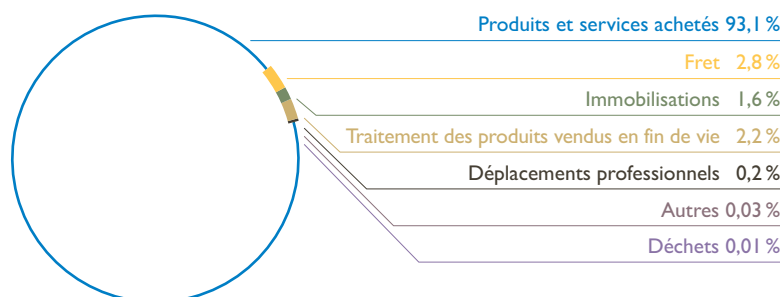 Produits et services achetés 93,1 %
Fret 2,8 %
Immobilisations 1,6 %
Traitement des produits vendus en fin de vie 2,2 %
Déplacements professionnels 0,2 %
Autres 0,03 %
Déchets 0,01 %